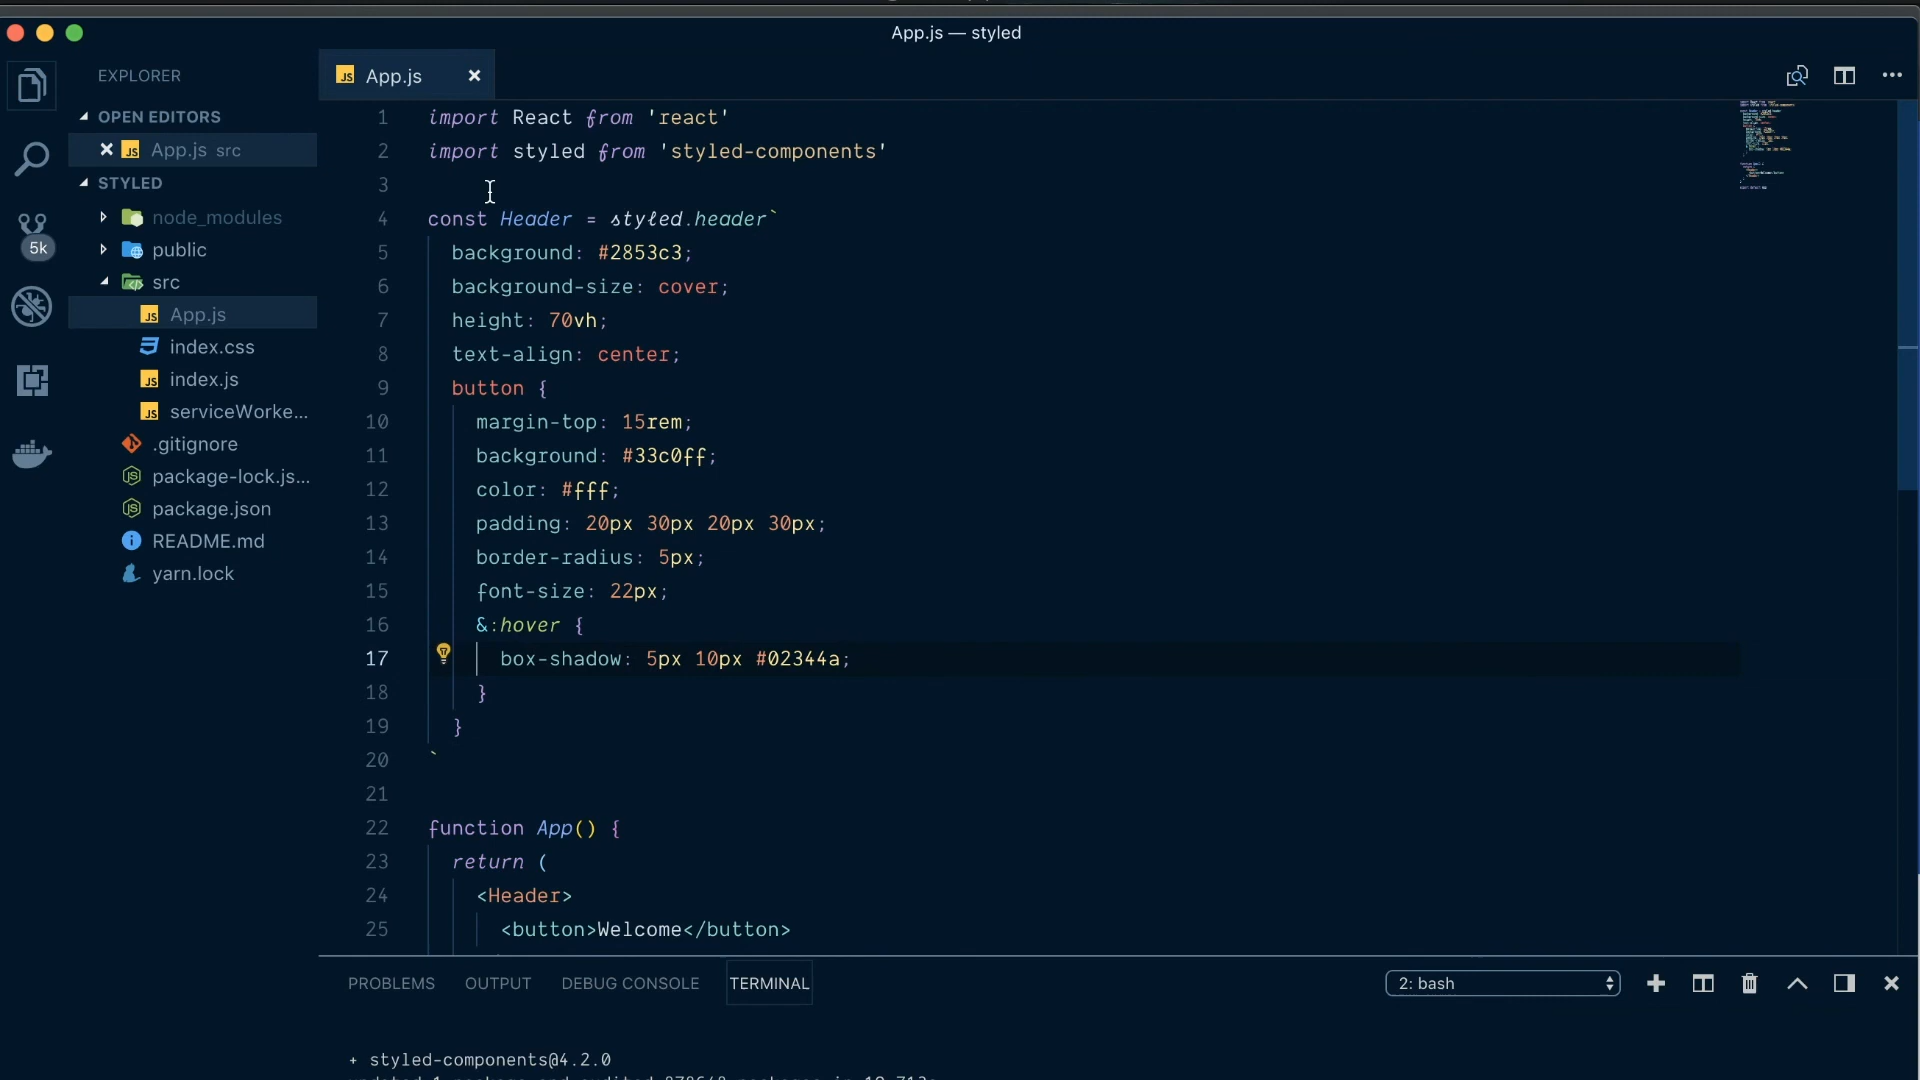 App.js — styled
EXPLORER
OPEN EDITORS
App.js src
STYLED
node_modules
public
src
App.js
index.css
index.js
serviceWorke...
.gitignore
package-lock.js...
package.json
README.md
yarn.lock
5k
App.js
1 import React from 'react'
2 import styled from 'styled-components'
3
4 const Header = styled.header`
5 background: #2853c3;
6 background-size: cover;
7 height: 70vh;
8 text-align: center;
9 button {
10 margin-top: 15rem;
11 background: #33c0ff;
12 color: #fff;
13 padding: 20px 30px 20px 30px;
14 border-radius: 5px;
15 font-size: 22px;
16 &:hover {
17 box-shadow: 5px 10px #02344a;
18 }
19 }
20 `
21
22 function App() {
23 return (
24 <Header>
25 <button>Welcome</button>
PROBLEMS OUTPUT DEBUG CONSOLE TERMINAL 2: bash
+ styled-components@4.2.0